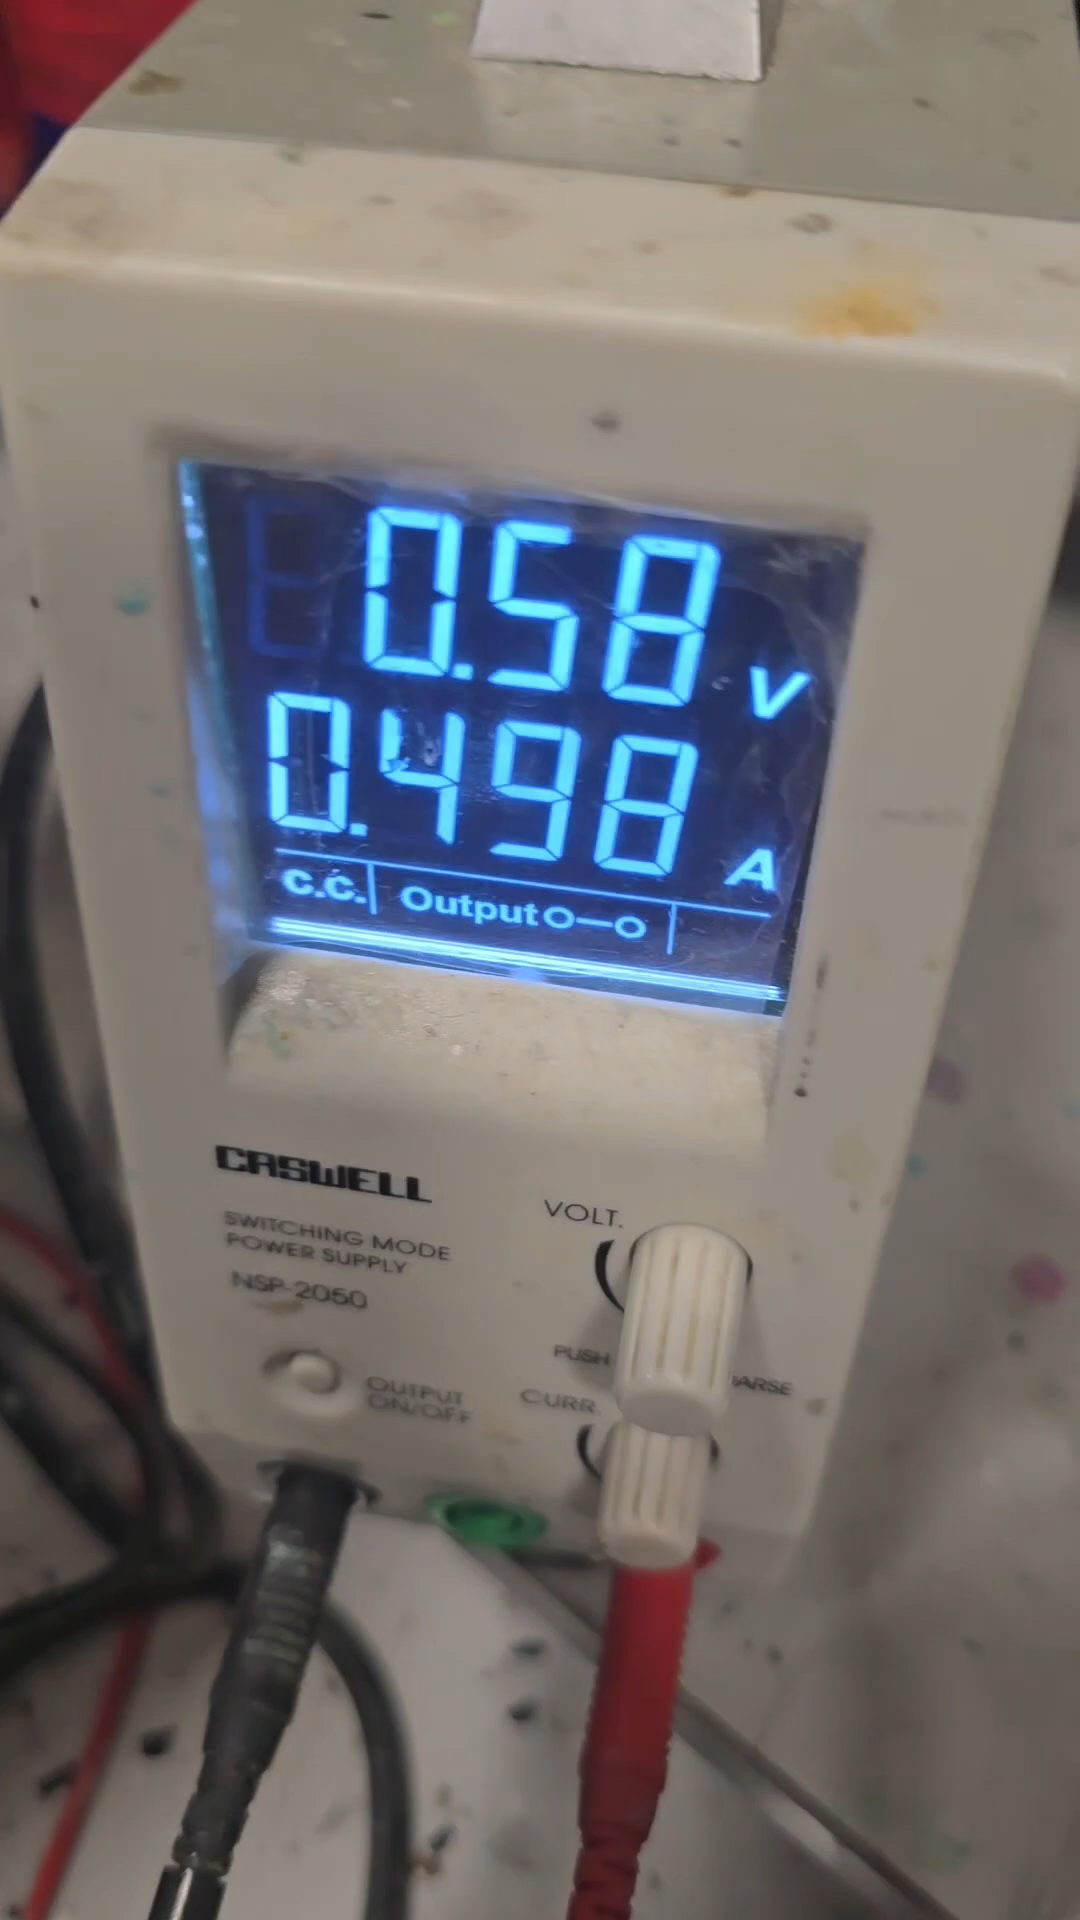 0.58 V
0.498 A
C.C. Output
CASWELL
SWITCHING MODE
POWER SUPPLY
NSP-2050
VOLT.
PUSH
OUTPUT
ON/OFF
CURR.